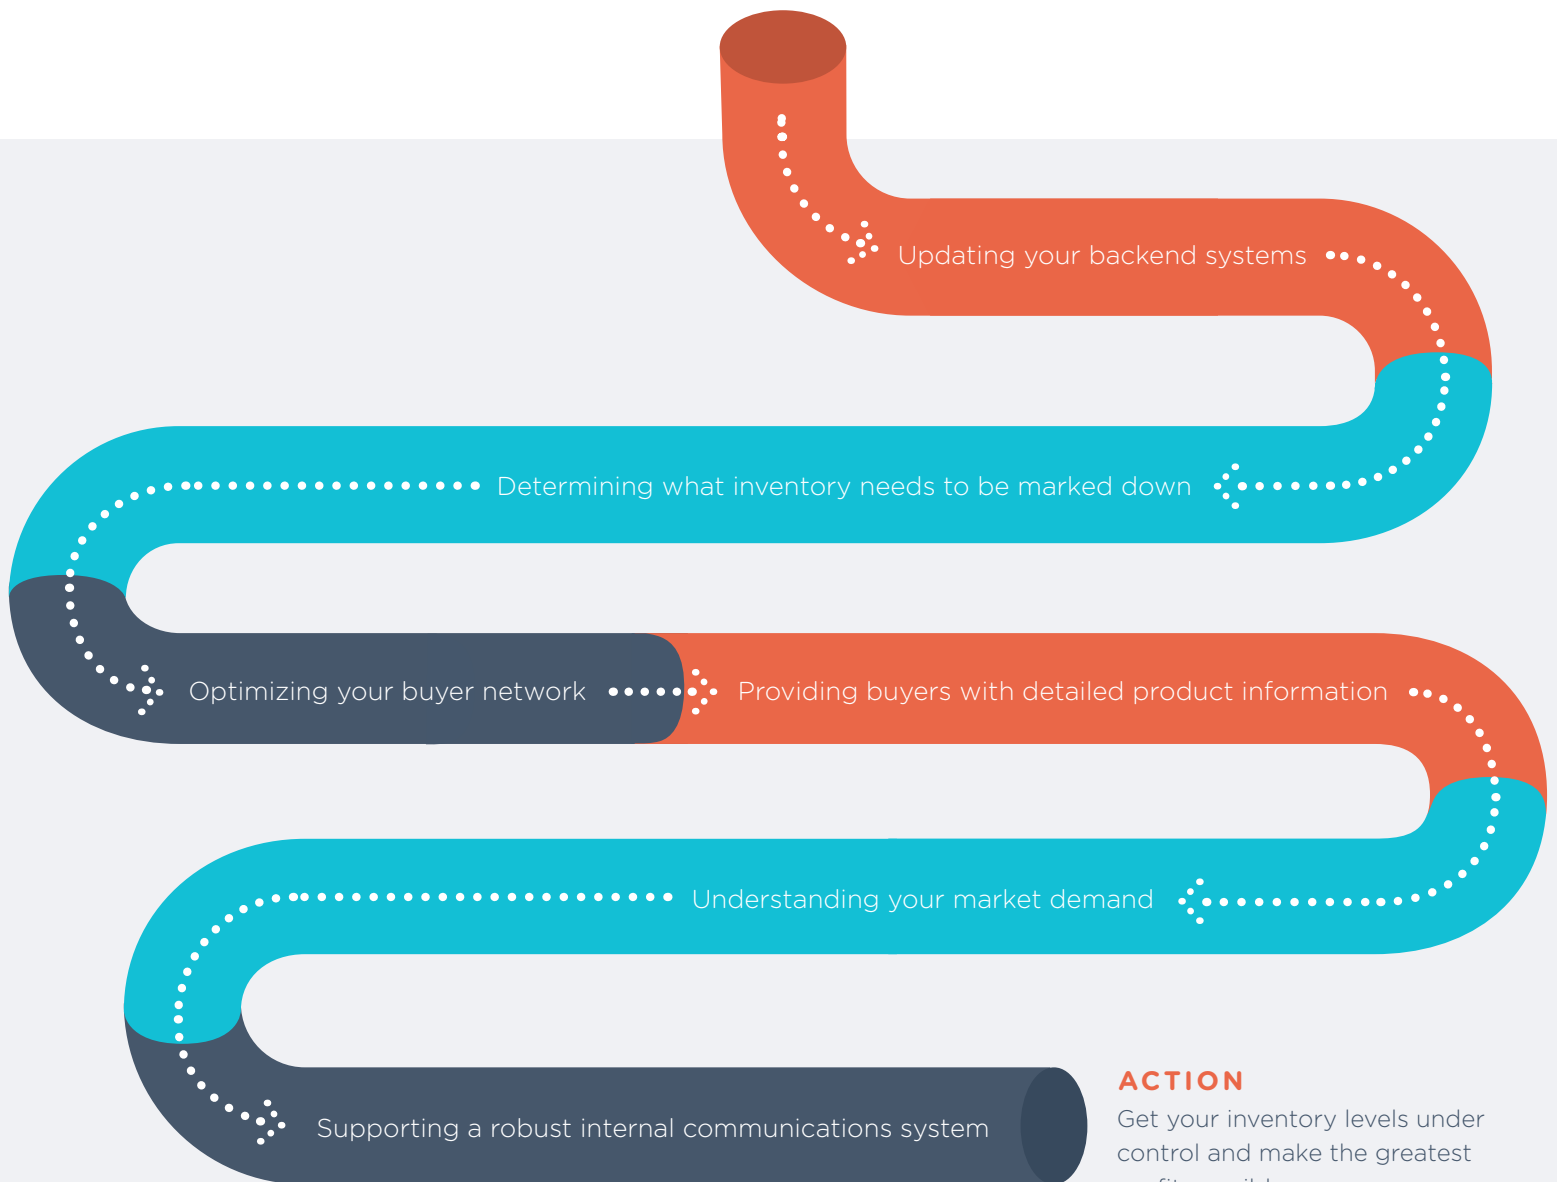 Updating your backend systems
Determining what inventory needs to be marked down
Optimizing your buyer network
Providing buyers with detailed product information
Understanding your market demand
Supporting a robust internal communications system
ACTION
Get your inventory levels under
control and make the greatest